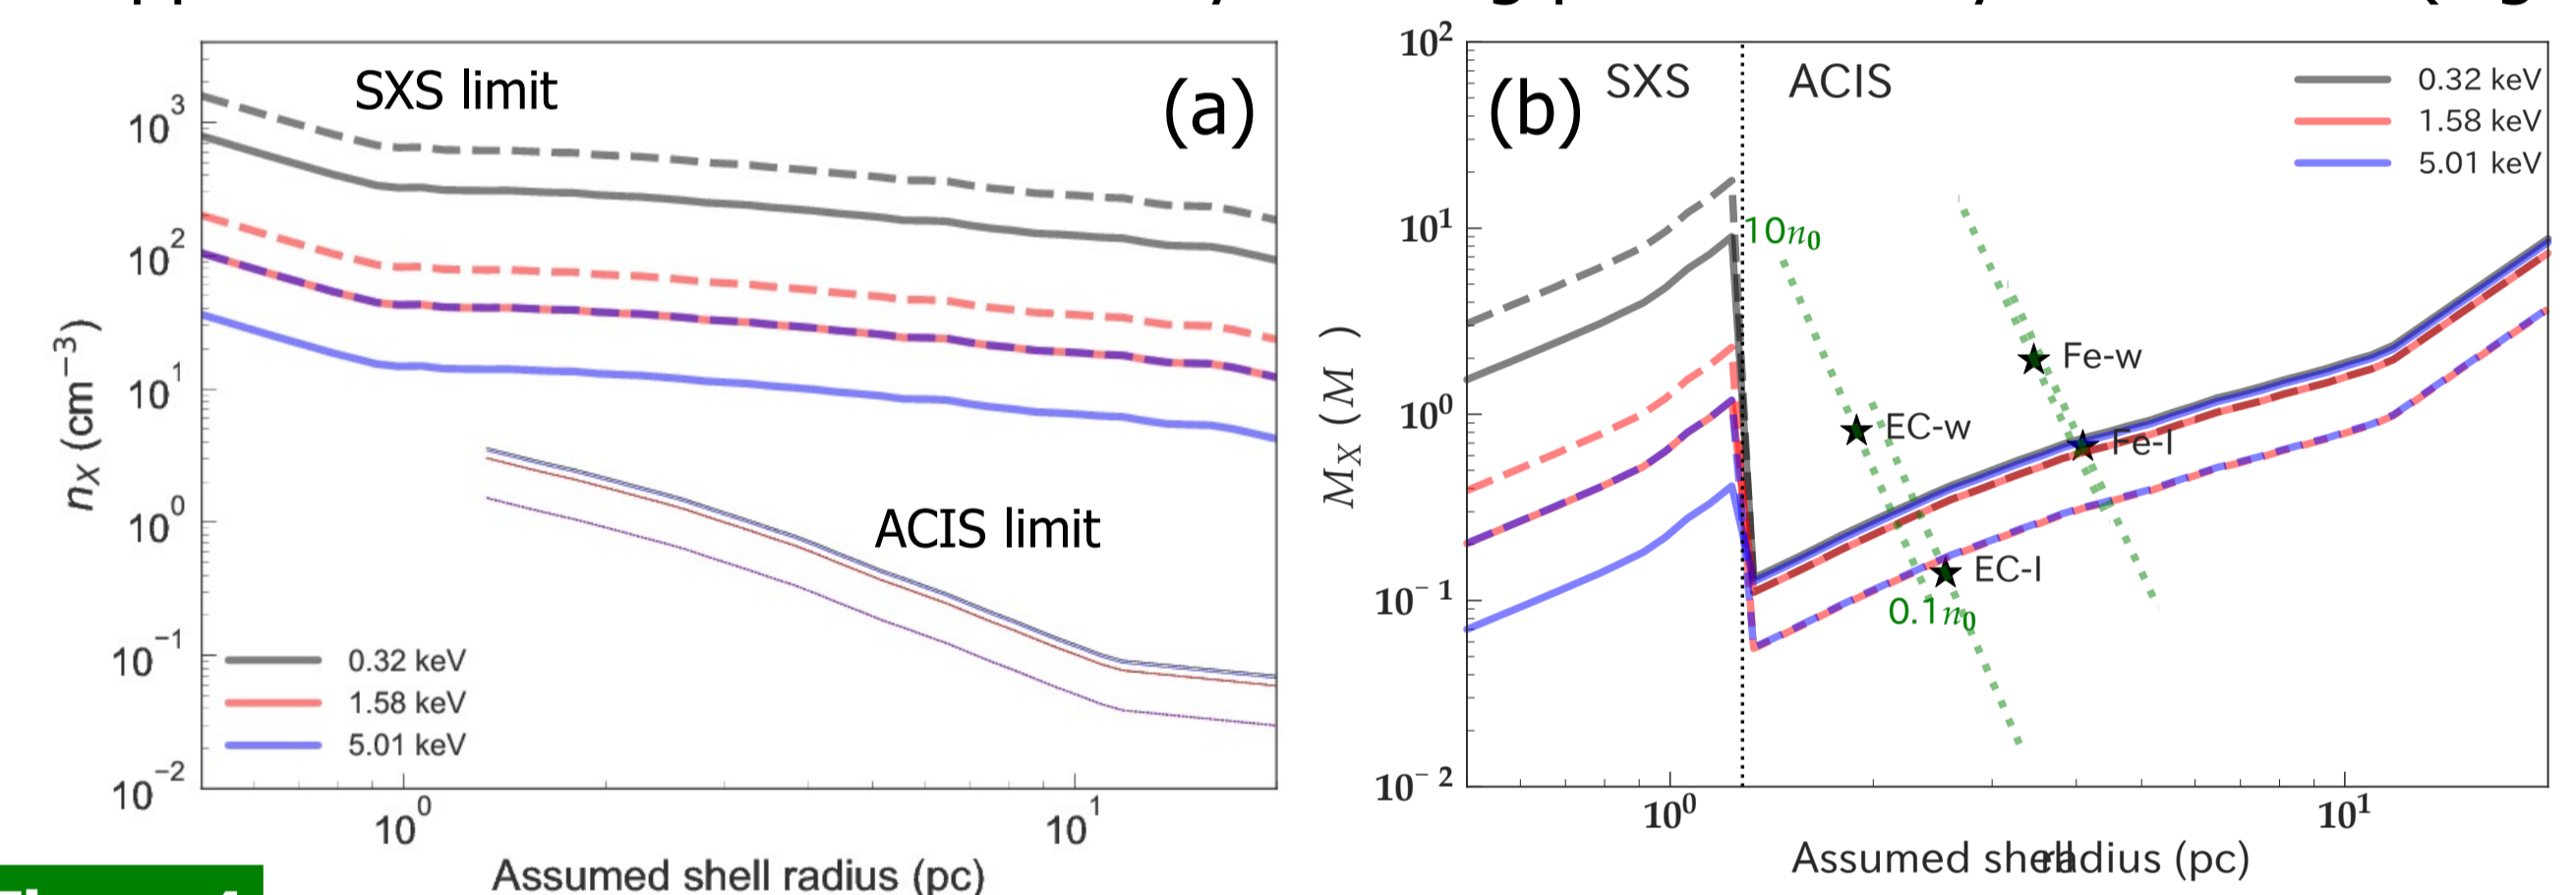 SXS limit
(a)
ACIS limit
0.32 keV
1.58 keV
5.01 keV
10³
10²
10¹
10⁰
10⁻¹
10⁻²
nX (cm⁻³)
10⁰
10¹
Assumed shell radius (pc)
(b)
SXS
ACIS
0.32 keV
1.58 keV
5.01 keV
10n₀
Fe-w
EC-w
Fe-I
EC-I
0.1n₀
10²
10¹
10⁰
10⁻¹
10⁻²
MX (M )
10⁰
10¹
Assumed shell radius (pc)